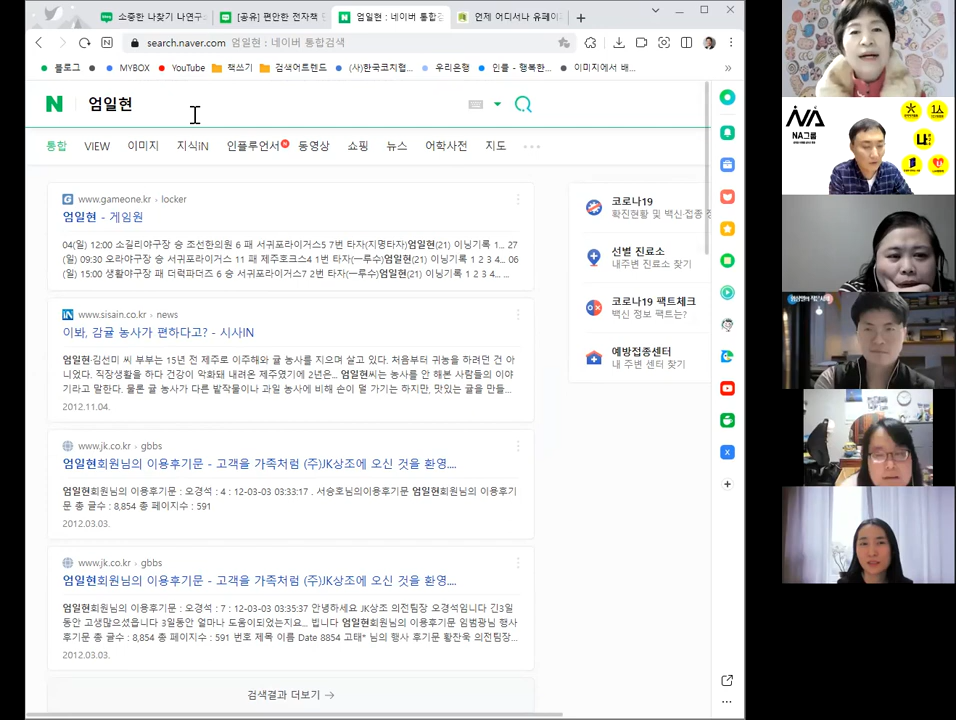 소중한 나찾기 나연구
[공유] 편안한 전자책
엄일현 : 네이버 통합검
언제 어디서나 유페이
search.naver.com 엄일현 : 네이버 통합검색
블로그
MYBOX
YouTube
책쓰기
검색어트렌드
(사)한국코치협...
우리은행
인플 - 행복한...
이미지에서 배...
N 엄일현
통합 VIEW 이미지 지식iN 인플루언서 동영상 쇼핑 뉴스 어학사전 지도
www.gameone.kr › locker
엄일현 - 게임원
04(일) 12:00 소길리야구장 승 조선한의원 6 패 서귀포라이거스5 7번 타자(지명타자)엄일현(21) 이닝기록 1... 27
(일) 09:30 오라야구장 승 서귀포라이거스 11 패 제주호크스4 1번 타자(一루수)엄일현(21) 이닝기록 1 2 3 4... 06
(일) 15:00 생활야구장 패 더럭파더즈 6 승 서귀포라이거스7 2번 타자(一루수)엄일현(21) 이닝기록 1 2 3 4... ...
www.sisain.co.kr › news
이봐, 감귤 농사가 편하다고? - 시사IN
엄일현·김선미 씨 부부는 15년 전 제주로 이주해와 귤 농사를 지으며 살고 있다. 처음부터 귀농을 하려던 건 아
니었다. 직장생활을 하다 건강이 악화돼 내려온 제주였기에 2년은... 엄일현씨는 농사를 안 해본 사람들의 이야
기라고 말한다. 물론 귤 농사가 다른 밭작물이나 과일 농사에 비해 손이 덜 가기는 하지만, 맛있는 귤을 만들...
2012.11.04.
www.jk.co.kr › gbbs
엄일현회원님의 이용후기문 - 고객을 가족처럼 (주)JK상조에 오신 것을 환영....
엄일현회원님의 이용후기문 : 오경석 : 4 : 12-03-03 03:33:17 . 서승호님의이용후기문 엄일현회원님의 이용후기
문 총 글수 : 8,854 총 페이지수 : 591
2012.03.03.
www.jk.co.kr › gbbs
엄일현회원님의 이용후기문 - 고객을 가족처럼 (주)JK상조에 오신 것을 환영....
엄일현회원님의 이용후기문 : 오경석 : 7 : 12-03-03 03:35:37 안녕하세요 JK상조 의전팀장 오경석입니다 긴3일
동안 고생많으셨읍니다 3일동안 얼마나 도움이되었는지요... 빕니다 엄일현회원님의 이용후기문 임범광님 행사
후기문 총 글수 : 8,854 총 페이지수 : 591 번호 제목 이름 Date 8854 고태* 님의 행사 후기문 황찬욱 의전팀장...
2012.03.03.
검색결과 더보기 →
코로나19
확진현황 및 백신·접종
선별 진료소
내주변 진료소 찾기
코로나19 팩트체크
백신 정보 팩트는?
예방접종센터
내 주변 센터 찾기
NA그룹
1人
나